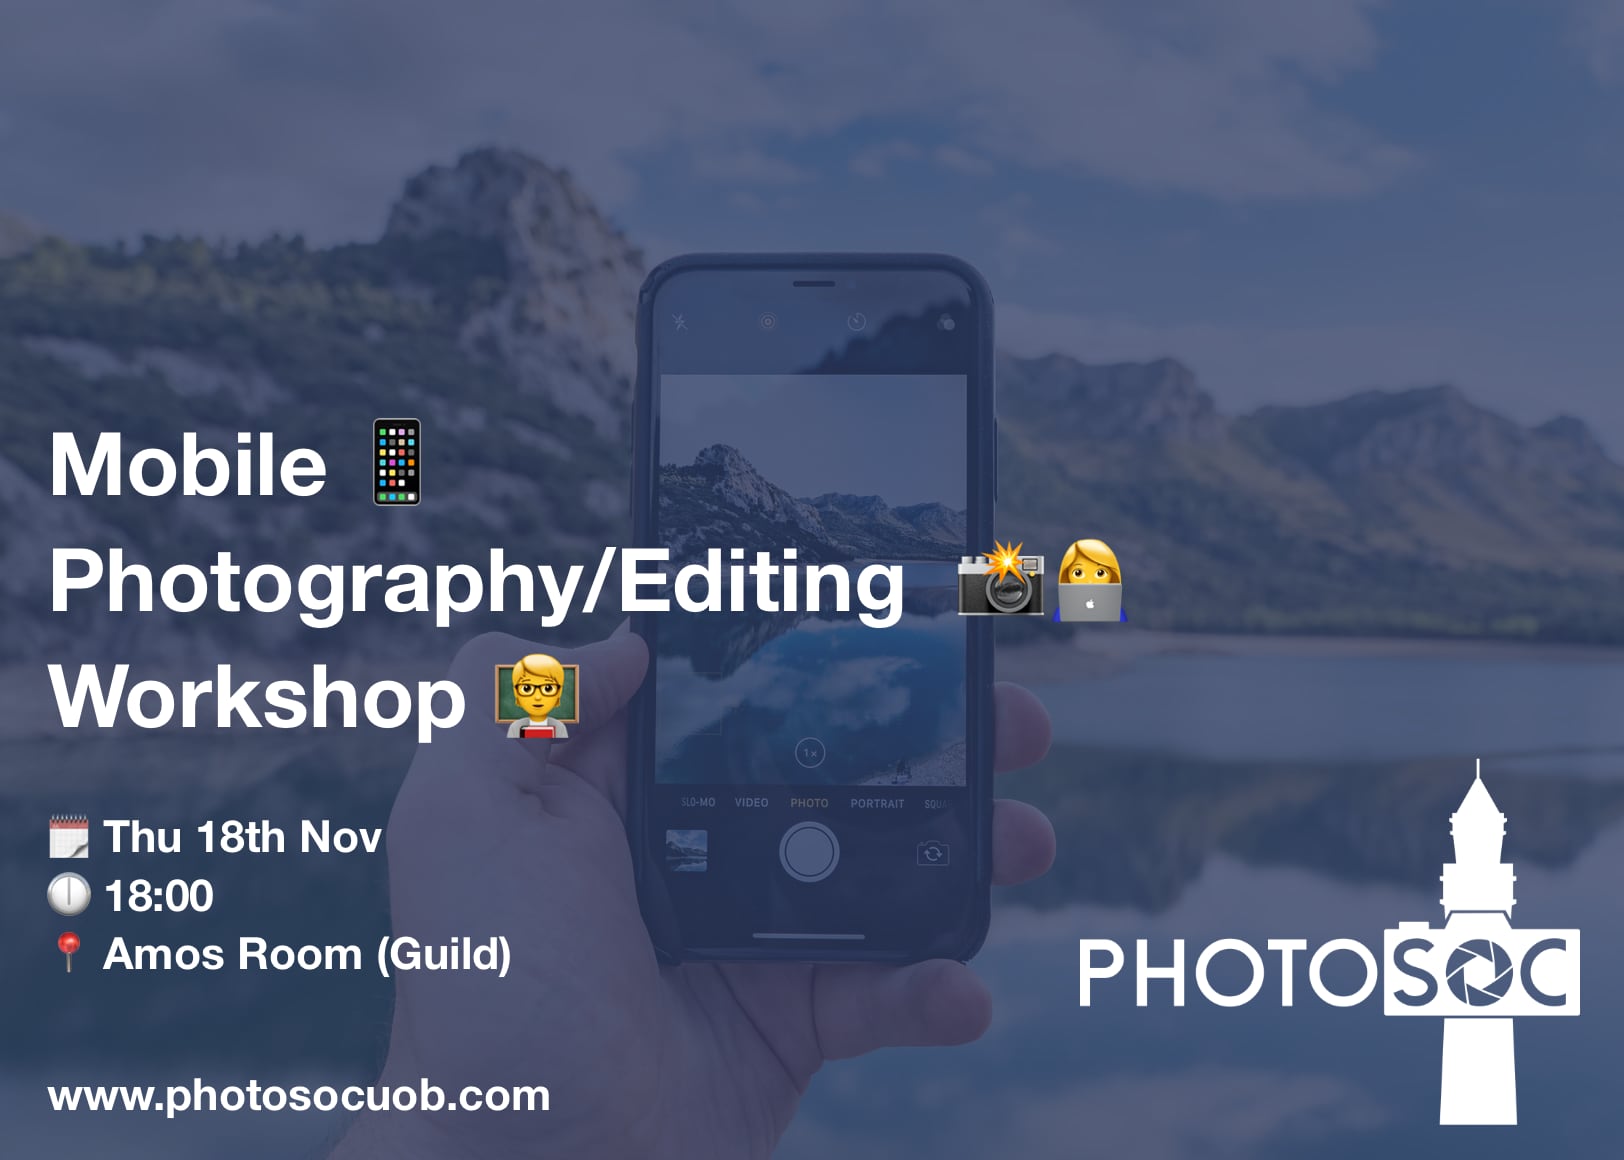 Mobile
Photography/Editing
Workshop
Thu 18th Nov
18:00
Amos Room (Guild)
www.photosocuob.com
PHOTOSOC
1×
SLO-MO VIDEO PHOTO PORTRAIT